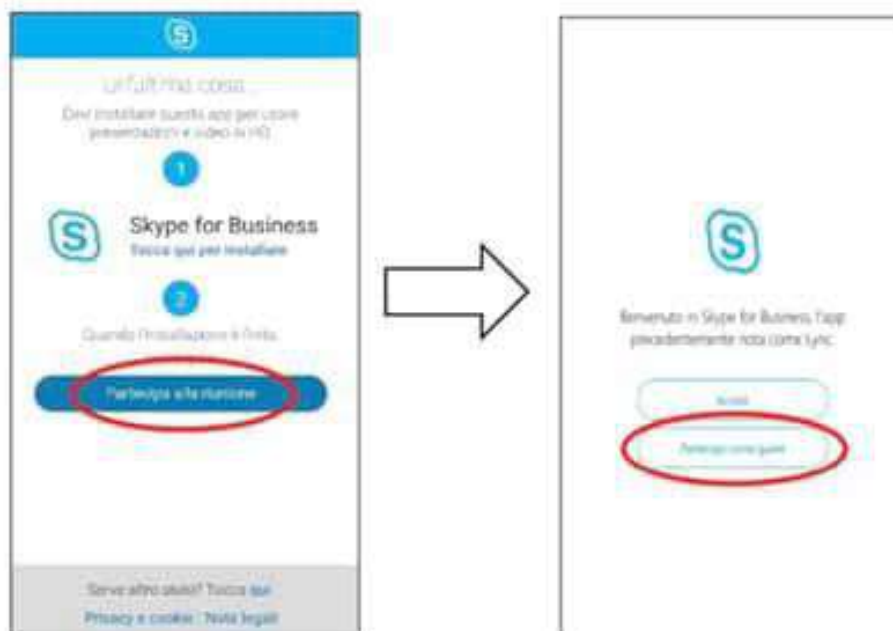 S
un'ultima cosa...
Devi installare questa app per usare
presentazioni e video in HD.
1
S
Skype for Business
Tocca qui per installare
2
Quando l'installazione è finita
Partecipa alla riunione
Serve altro aiuto? Tocca qui
Privacy e cookie Note legali
S
Benvenuto in Skype for Business, l'app
precedentemente nota come Lync.
Accedi
Partecipa come guest